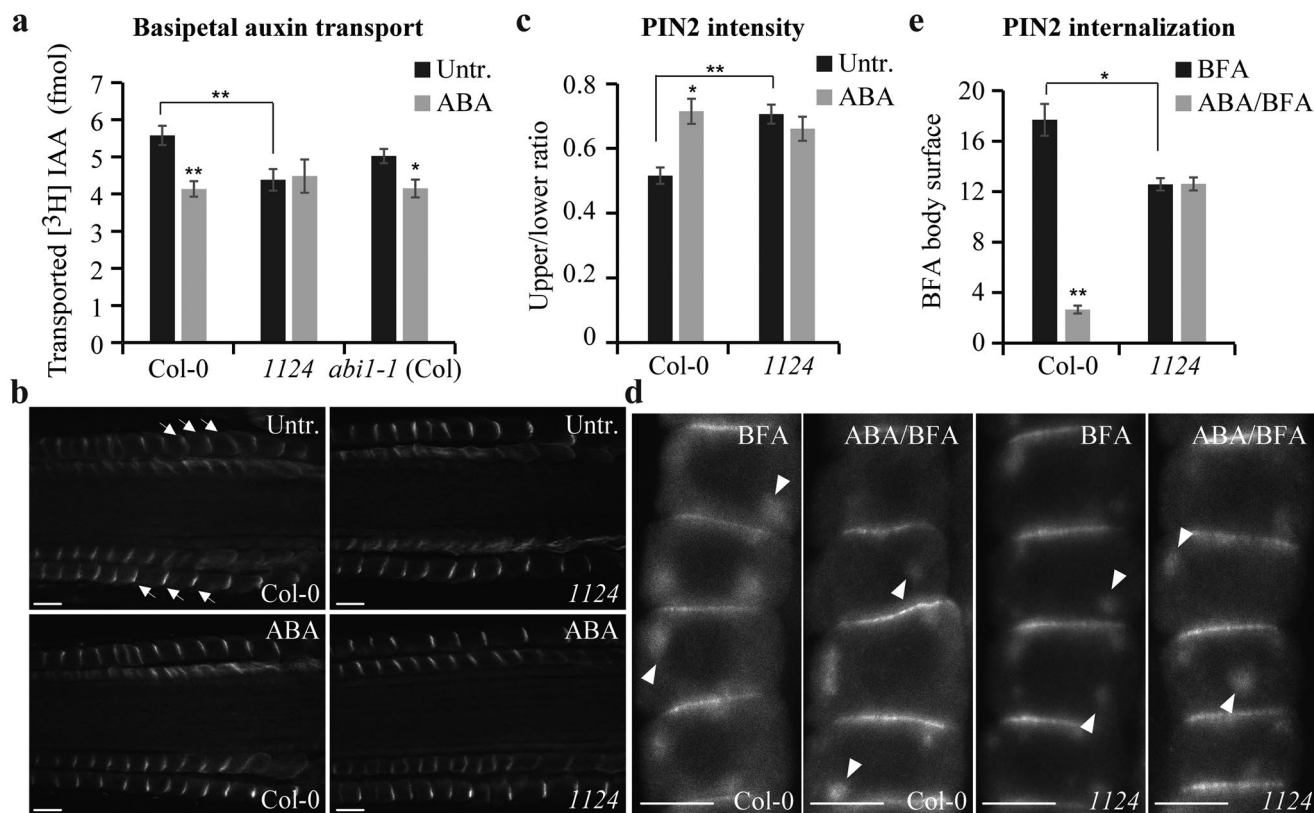 a
Basipetal auxin transport
Untr.
ABA
**
**
*
Transported [³H] IAA (fmol)
7
6
5
4
3
2
1
0
Col-0
1124
abi1-1 (Col)
c
PIN2 intensity
Untr.
ABA
**
*
Upper/lower ratio
0.8
0.6
0.4
0.2
0
Col-0
1124
e
PIN2 internalization
BFA
ABA/BFA
*
**
BFA body surface
20
16
12
8
4
0
Col-0
1124
b
Untr.
Col-0
Untr.
1124
ABA
Col-0
ABA
1124
d
BFA
Col-0
ABA/BFA
Col-0
BFA
1124
ABA/BFA
1124